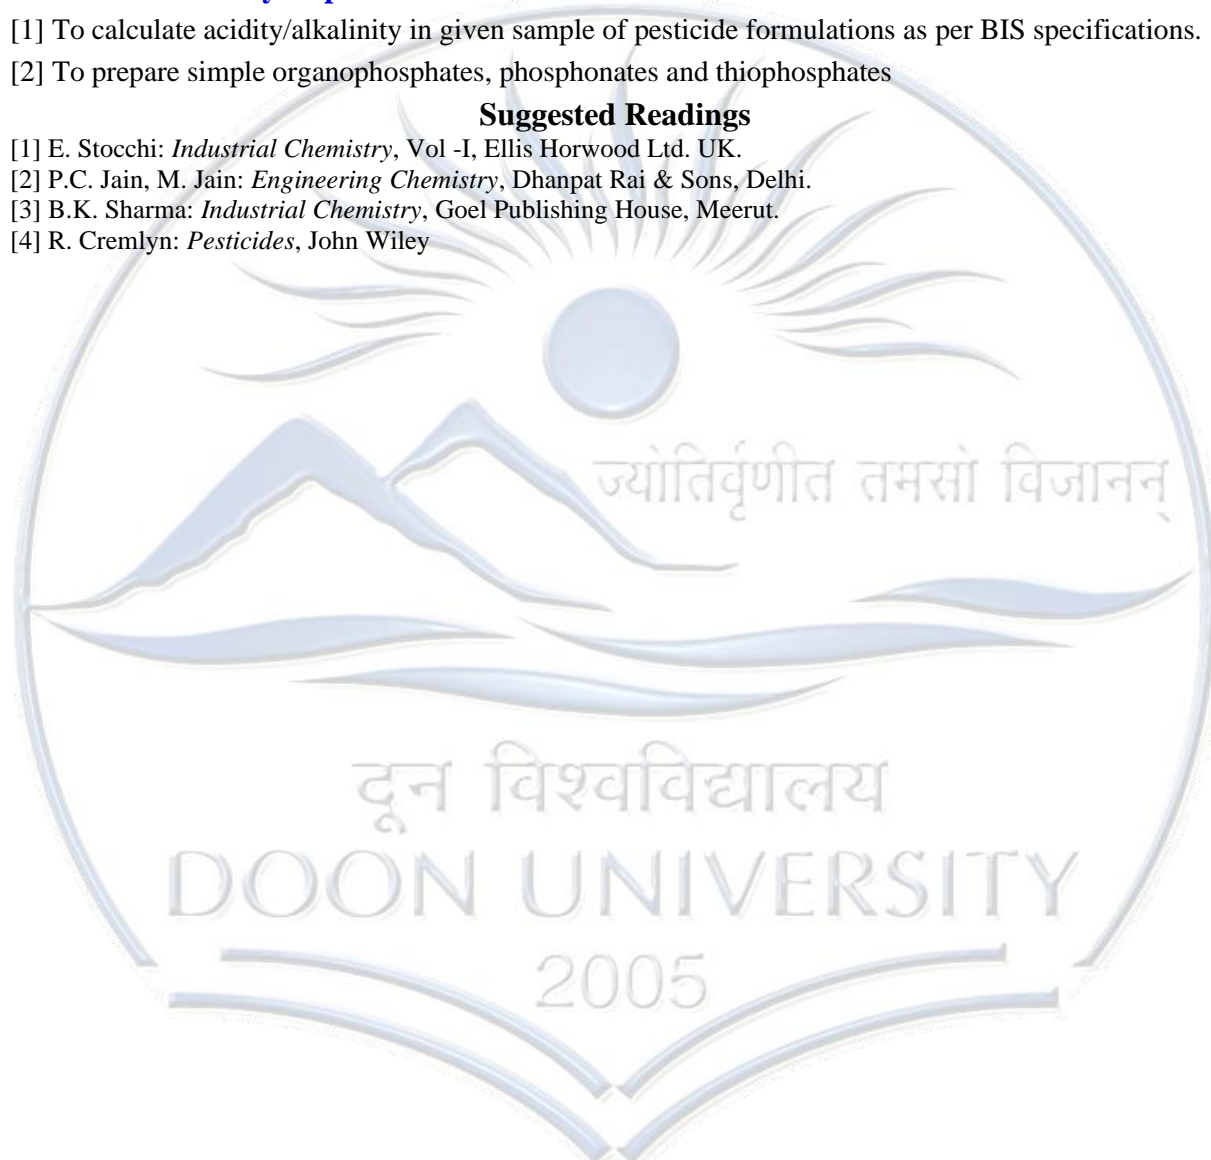 [1] To calculate acidity/alkalinity in given sample of pesticide formulations as per BIS specifications.
[2] To prepare simple organophosphates, phosphonates and thiophosphates
Suggested Readings
[1] E. Stocchi: Industrial Chemistry, Vol -I, Ellis Horwood Ltd. UK.
[2] P.C. Jain, M. Jain: Engineering Chemistry, Dhanpat Rai & Sons, Delhi.
[3] B.K. Sharma: Industrial Chemistry, Goel Publishing House, Meerut.
[4] R. Cremlyn: Pesticides, John Wiley
ज्योतिर्वृणीत तमसो विजानन्
दून विश्वविद्यालय
DOON UNIVERSITY
2005